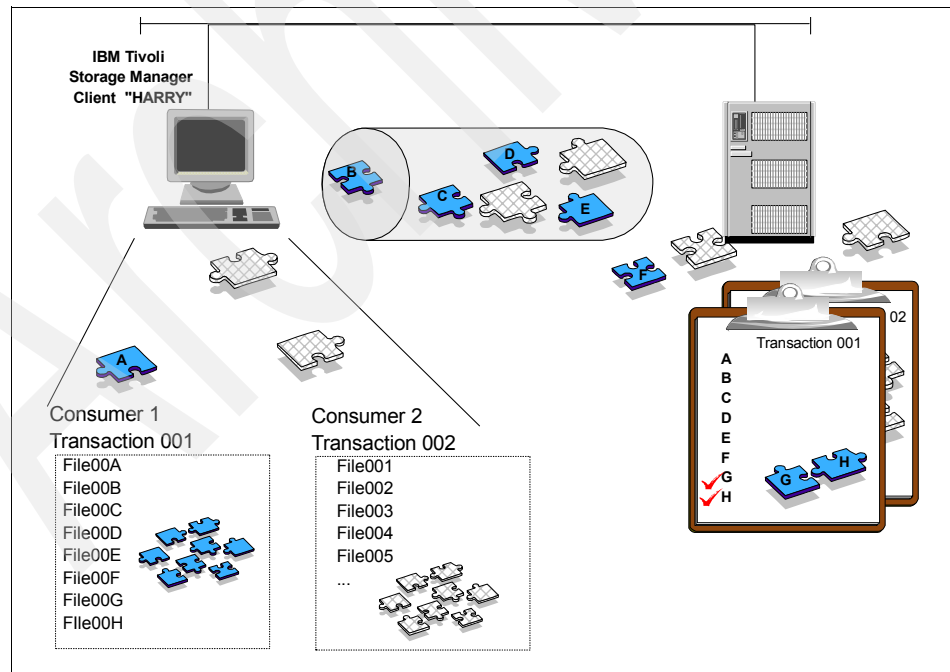 IBM Tivoli
Storage Manager
Client "HARRY"
B
C
D
E
F
A
Consumer 1
Transaction 001
File00A
File00B
File00C
File00D
File00E
File00F
File00G
FIle00H
Consumer 2
Transaction 002
File001
File002
File003
File004
File005
...
02
Transaction 001
A
B
C
D
E
F
G
H
G
H